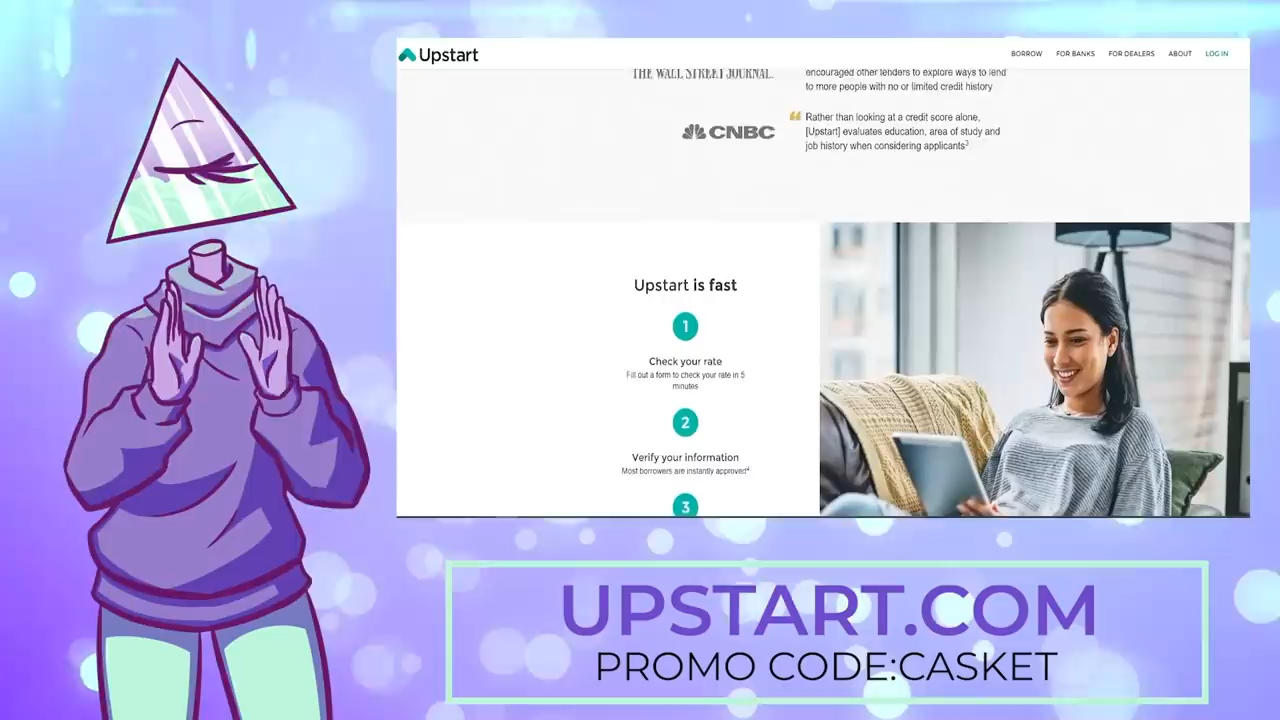 Upstart
BORROW FOR BANKS FOR DEALERS ABOUT LOG IN
THE WALL STREET JOURNAL.
encouraged other lenders to explore ways to lend
to more people with no or limited credit history
CNBC
“ Rather than looking at a credit score alone,
[Upstart] evaluates education, area of study and
job history when considering applicants3
Upstart is fast
1
Check your rate
Fill out a form to check your rate in 5
minutes
2
Verify your information
Most borrowers are instantly approved4
3
UPSTART.COM
PROMO CODE:CASKET